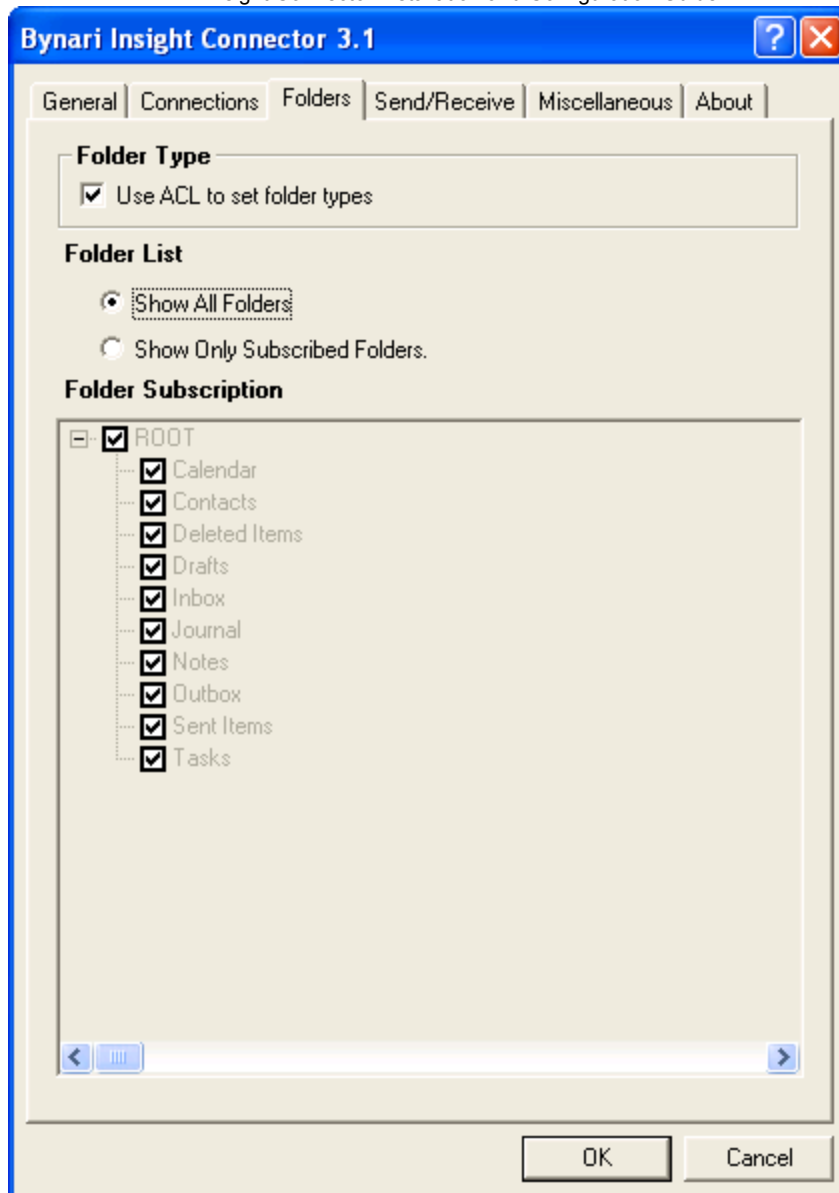 Bynari Insight Connector 3.1
General Connections Folders Send/Receive Miscellaneous About
Folder Type
Use ACL to set folder types
Folder List
Show All Folders
Show Only Subscribed Folders.
Folder Subscription
ROOT
Calendar
Contacts
Deleted Items
Drafts
Inbox
Journal
Notes
Outbox
Sent Items
Tasks
OK Cancel